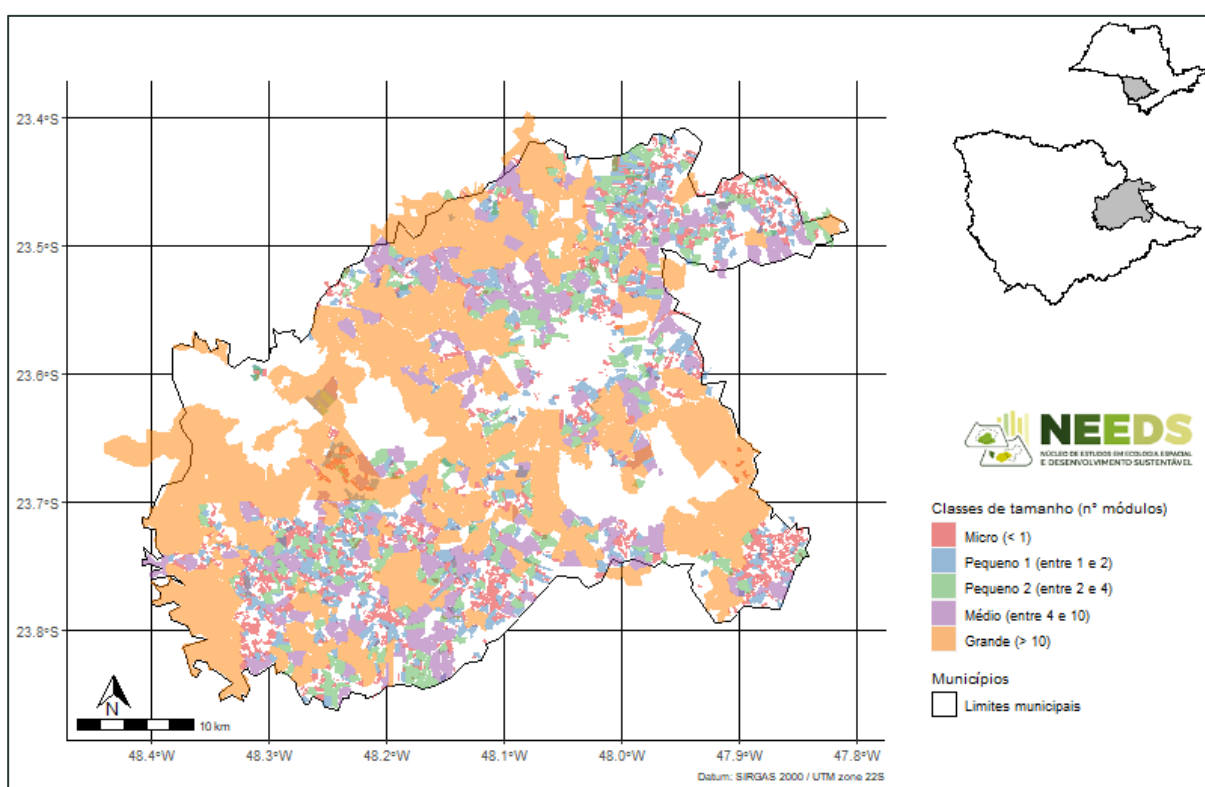 23.4°S
23.5°S
23.6°S
23.7°S
23.8°S
48.4°W
48.3°W
48.2°W
48.1°W
48.0°W
47.9°W
47.8°W
N
10 km
Datum: SIRGAS 2000 / UTM zone 22S
NEEDS
NÚCLEO DE ESTUDOS EM ECOLOGIA ESPACIAL
E DESENVOLVIMENTO SUSTENTÁVEL
Classes de tamanho (n° módulos)
Micro (< 1)
Pequeno 1 (entre 1 e 2)
Pequeno 2 (entre 2 e 4)
Médio (entre 4 e 10)
Grande (> 10)
Municípios
Limites municipais